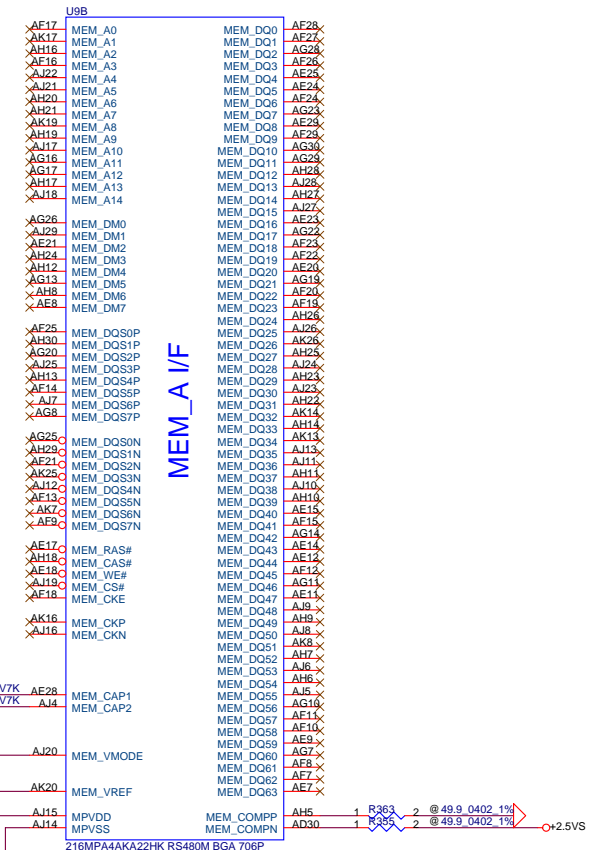 U9B
AF17 MEM_A0
AK17 MEM_A1
AH16 MEM_A2
AF16 MEM_A3
AJ22 MEM_A4
AJ21 MEM_A5
AH20 MEM_A6
AH21 MEM_A7
AK19 MEM_A8
AH19 MEM_A9
AJ17 MEM_A10
AG16 MEM_A11
AG17 MEM_A12
AH17 MEM_A13
AJ18 MEM_A14
AG26 MEM_DM0
AJ29 MEM_DM1
AE21 MEM_DM2
AH24 MEM_DM3
AH12 MEM_DM4
AG13 MEM_DM5
AH8 MEM_DM6
AE8 MEM_DM7
AF25 MEM_DQS0P
AH30 MEM_DQS1P
AG20 MEM_DQS2P
AJ25 MEM_DQS3P
AH13 MEM_DQS4P
AF14 MEM_DQS5P
AJ7 MEM_DQS6P
AG8 MEM_DQS7P
AG25 MEM_DQS0N
AH29 MEM_DQS1N
AF21 MEM_DQS2N
AK25 MEM_DQS3N
AJ12 MEM_DQS4N
AF13 MEM_DQS5N
AK7 MEM_DQS6N
AF9 MEM_DQS7N
AE17 MEM_RAS#
AH18 MEM_CAS#
AE18 MEM_WE#
AJ19 MEM_CS#
AF18 MEM_CKE
AK16 MEM_CKP
AJ16 MEM_CKN
V7K AE28 MEM_CAP1
V7K AJ4 MEM_CAP2
AJ20 MEM_VMODE
AK20 MEM_VREF
AJ15 MPVDD
AJ14 MPVSS
MEM_A I/F
MEM_DQ0 AF28
MEM_DQ1 AF27
MEM_DQ2 AG28
MEM_DQ3 AF26
MEM_DQ4 AE25
MEM_DQ5 AE24
MEM_DQ6 AF24
MEM_DQ7 AG23
MEM_DQ8 AE29
MEM_DQ9 AF29
MEM_DQ10 AG30
MEM_DQ11 AG29
MEM_DQ12 AH28
MEM_DQ13 AJ28
MEM_DQ14 AH27
MEM_DQ15 AJ27
MEM_DQ16 AE23
MEM_DQ17 AG22
MEM_DQ18 AF23
MEM_DQ19 AF22
MEM_DQ20 AE20
MEM_DQ21 AG19
MEM_DQ22 AF20
MEM_DQ23 AF19
MEM_DQ24 AH26
MEM_DQ25 AJ26
MEM_DQ26 AK26
MEM_DQ27 AH25
MEM_DQ28 AJ24
MEM_DQ29 AH23
MEM_DQ30 AJ23
MEM_DQ31 AH22
MEM_DQ32 AK14
MEM_DQ33 AH14
MEM_DQ34 AK13
MEM_DQ35 AJ13
MEM_DQ36 AJ11
MEM_DQ37 AH11
MEM_DQ38 AJ10
MEM_DQ39 AH10
MEM_DQ40 AE15
MEM_DQ41 AF15
MEM_DQ42 AG14
MEM_DQ43 AE14
MEM_DQ44 AE12
MEM_DQ45 AF12
MEM_DQ46 AG11
MEM_DQ47 AE11
MEM_DQ48 AJ9
MEM_DQ49 AH9
MEM_DQ50 AJ8
MEM_DQ51 AK8
MEM_DQ52 AH7
MEM_DQ53 AJ6
MEM_DQ54 AH6
MEM_DQ55 AJ5
MEM_DQ56 AG10
MEM_DQ57 AF11
MEM_DQ58 AF10
MEM_DQ59 AE9
MEM_DQ60 AG7
MEM_DQ61 AF8
MEM_DQ62 AF7
MEM_DQ63 AE7
MEM_COMPP AH5 1 R363 2 @ 49.9_0402_1%
MEM_COMPN AD30 1 R355 2 @ 49.9_0402_1% +2.5VS
216MPA4AKA22HK RS480M BGA 706P